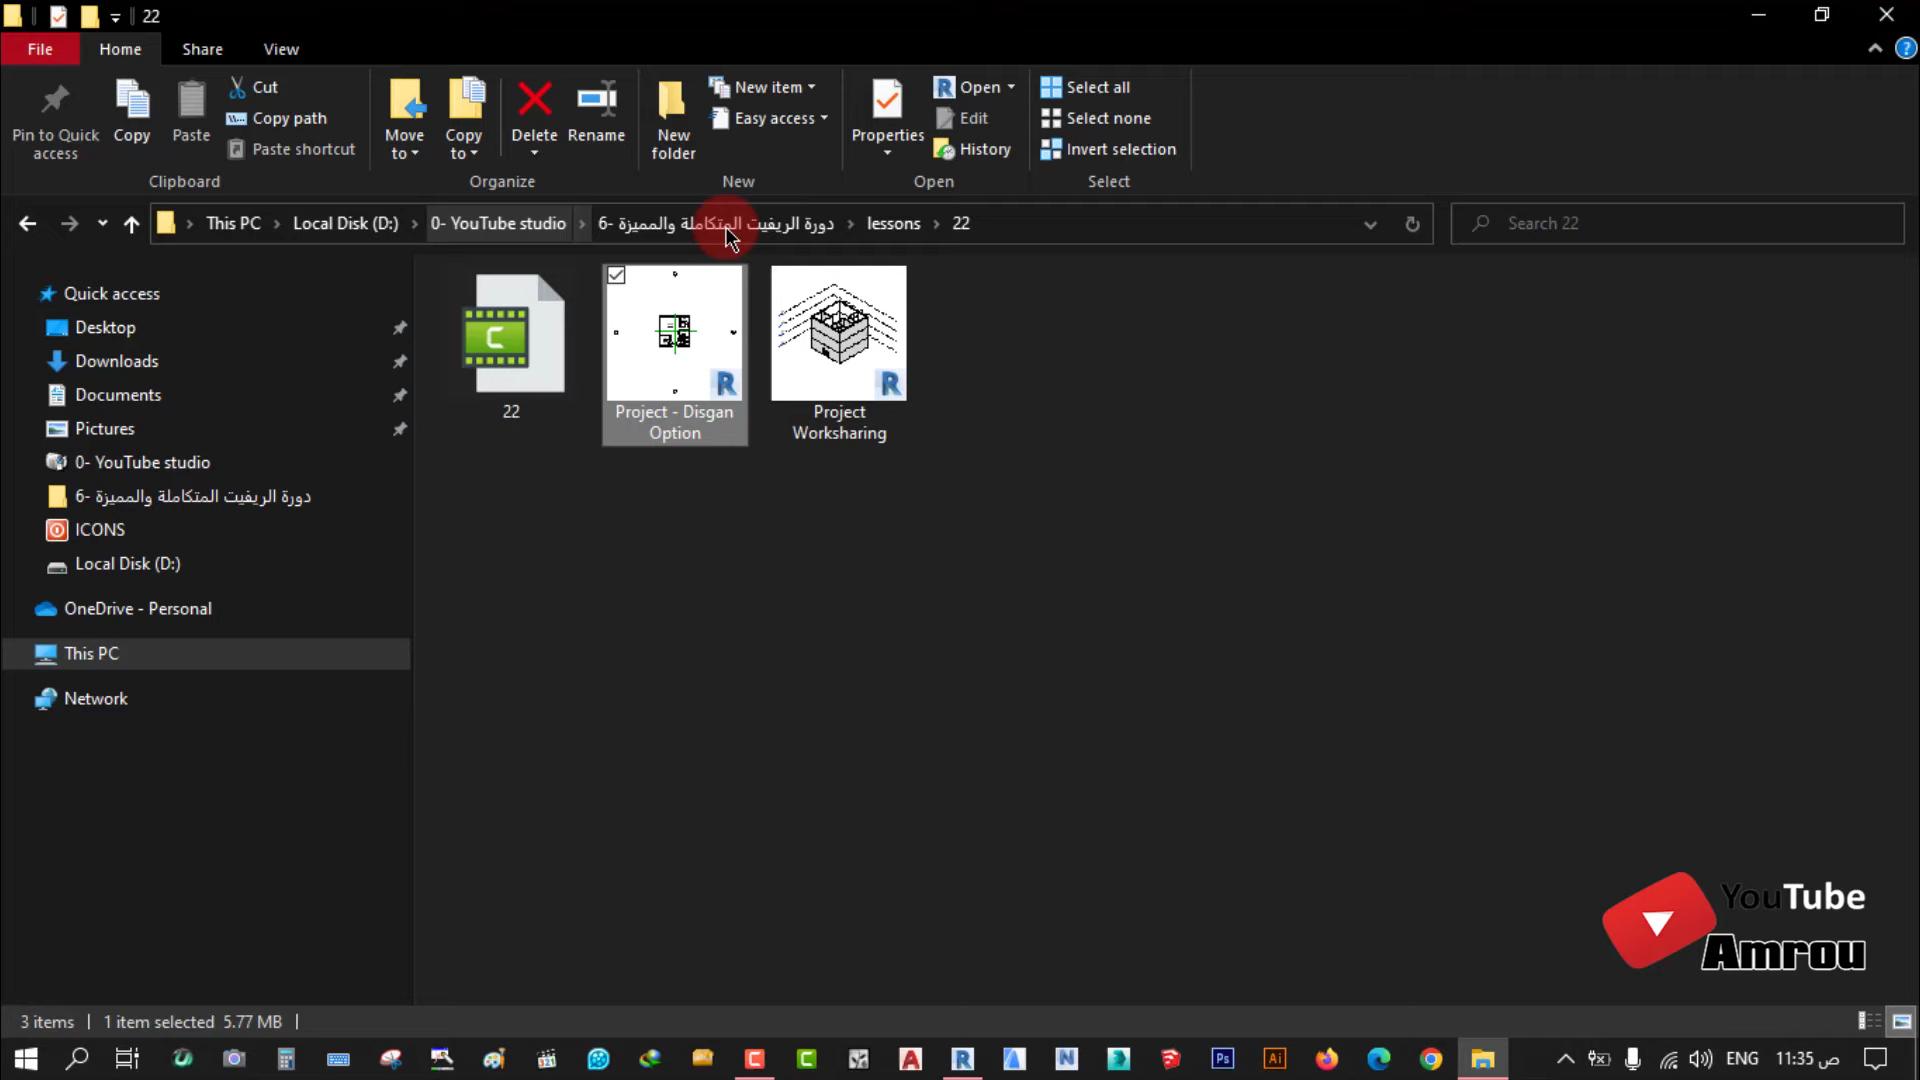 22
File Home Share View
Pin to Quick access
Copy
Paste
Cut
Copy path
Paste shortcut
Clipboard
Move to
Copy to
Delete
Rename
Organize
New folder
New item
Easy access
New
Properties
Open
Edit
History
Open
Select all
Select none
Invert selection
Select
This PC
Local Disk (D:)
0- YouTube studio
6- دورة الريفيت المتكاملة والمميزة
lessons
22
Search 22
Quick access
Desktop
Downloads
Documents
Pictures
0- YouTube studio
6- دورة الريفيت المتكاملة والمميزة
ICONS
Local Disk (D:)
OneDrive - Personal
This PC
Network
22
Project - Disgan
Option
Project
Worksharing
YouTube
Amrou
3 items
1 item selected 5.77 MB
ENG
11:35 ص